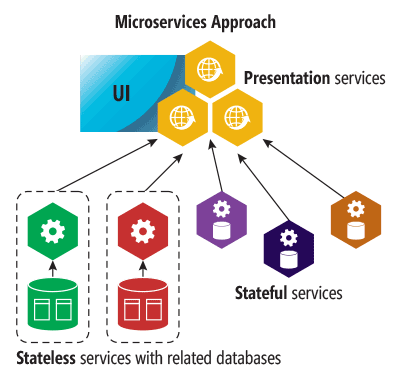 Microservices Approach
UI
Presentation services
Stateful services
Stateless services with related databases